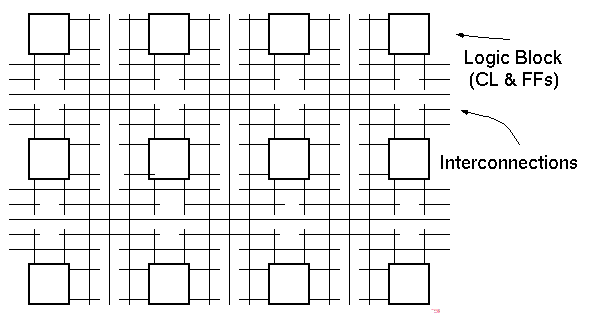 Logic Block
(CL & FFs)
Interconnections